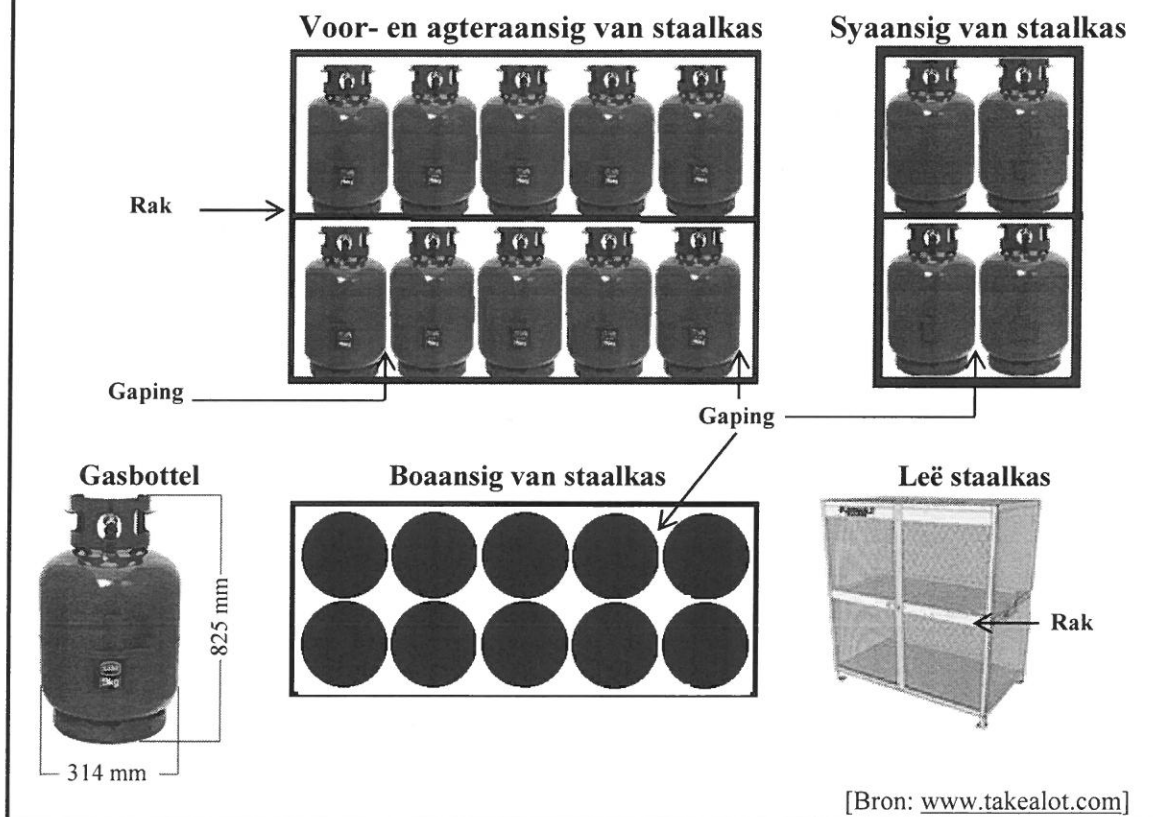 Voor- en agteraansig van staalkas
Syaansig van staalkas
Rak
Gaping
Gaping
Gasbottel
Boaansig van staalkas
Leë staalkas
825 mm
Rak
314 mm
[Bron: www.takealot.com]